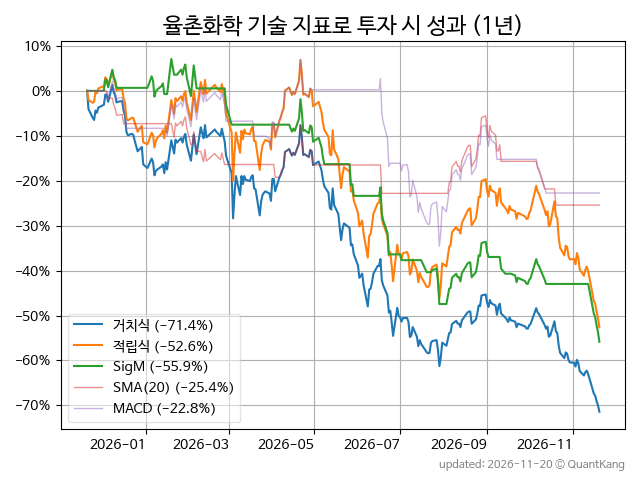 율촌화학 기술 지표로 투자 시 성과 (1년)
10%
0%
−10%
−20%
−30%
−40%
−50%
−60%
−70%
거치식 (−71.4%)
적립식 (−52.6%)
SigM (−55.9%)
SMA(20) (−25.4%)
MACD (−22.8%)
2026-01 2026-03 2026-05 2026-07 2026-09 2026-11
updated: 2026-11-20 © QuantKang